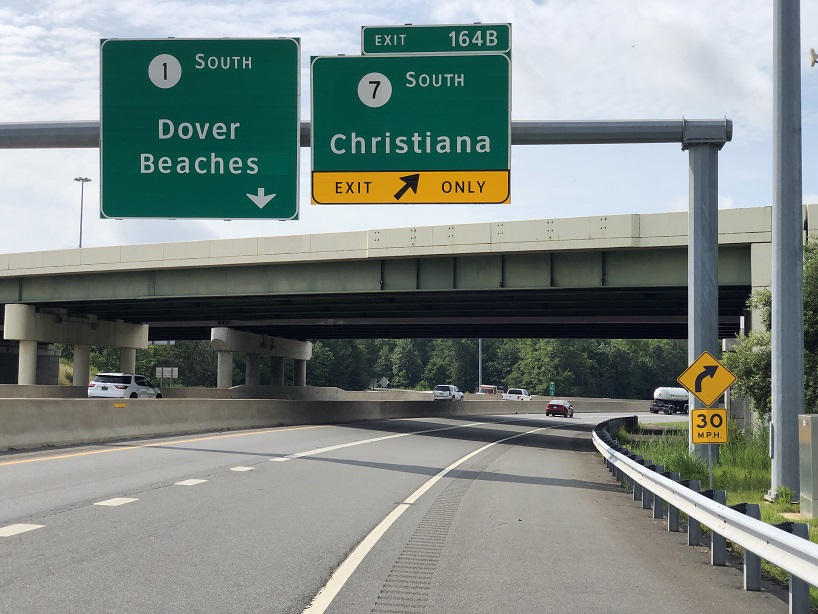 1 SOUTH
Dover
Beaches
EXIT 164B
7 SOUTH
Christiana
EXIT ONLY
30
M.P.H.